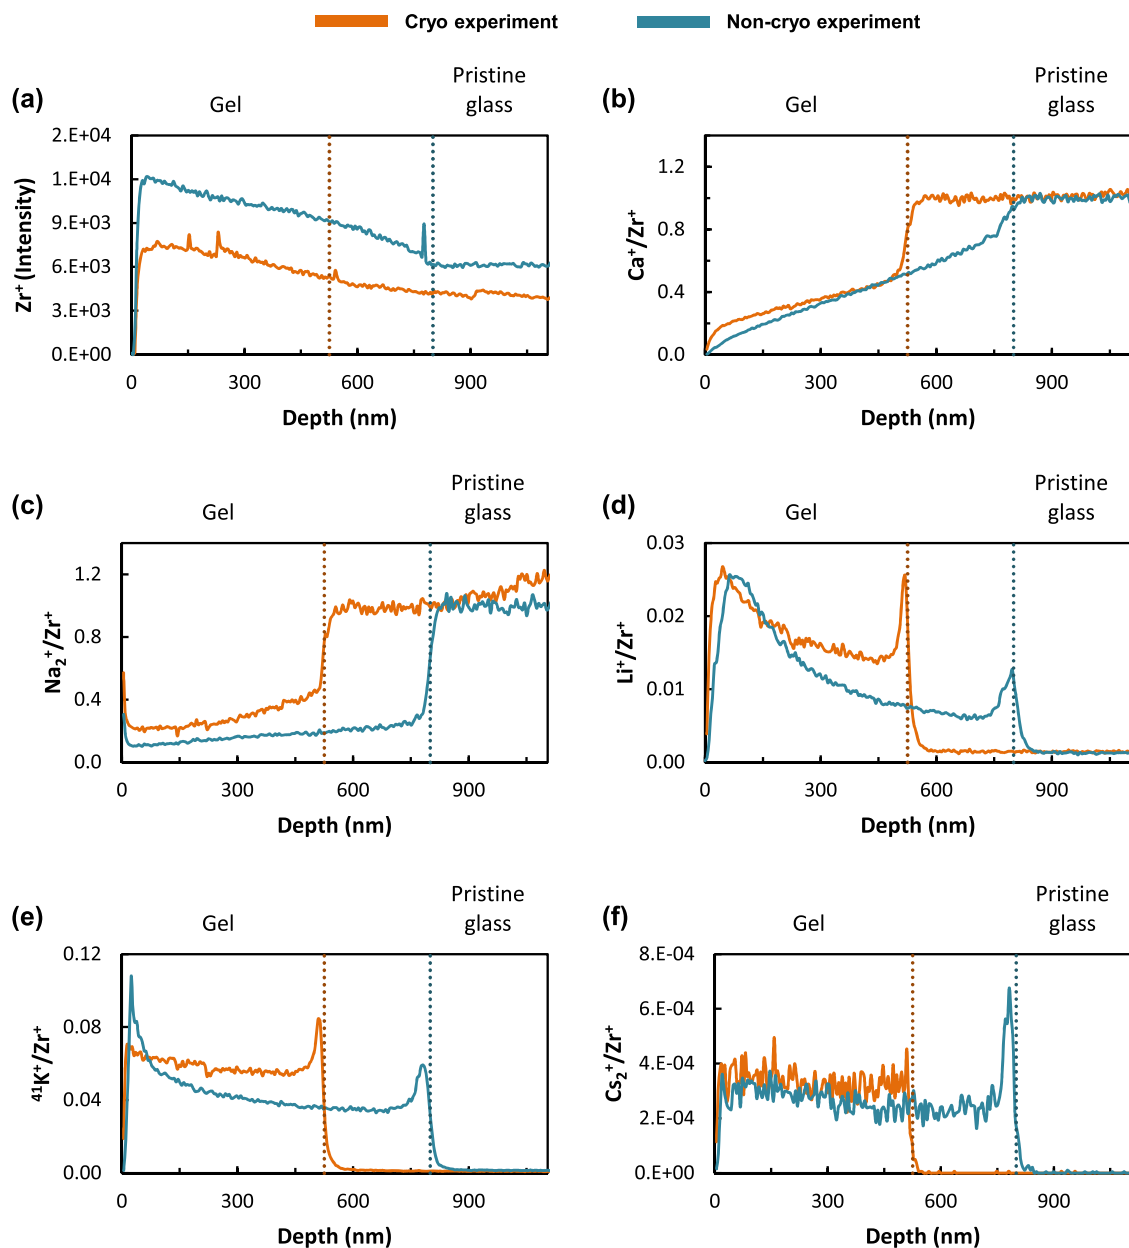 Cryo experiment
Non-cryo experiment
(a)
Gel
Pristine
glass
2.E+04
1.E+04
9.E+03
6.E+03
3.E+03
0.E+00
Zr⁺ (Intensity)
0
300
600
900
Depth (nm)
(b)
Gel
Pristine
glass
1.2
0.8
0.4
0.0
Ca⁺/Zr⁺
0
300
600
900
Depth (nm)
(c)
Gel
Pristine
glass
1.2
0.8
0.4
0.0
Na₂⁺/Zr⁺
0
300
600
900
Depth (nm)
(d)
Gel
Pristine
glass
0.03
0.02
0.01
0.00
Li⁺/Zr⁺
0
300
600
900
Depth (nm)
(e)
Gel
Pristine
glass
0.12
0.08
0.04
0.00
⁴¹K⁺/Zr⁺
0
300
600
900
Depth (nm)
(f)
Gel
Pristine
glass
8.E-04
6.E-04
4.E-04
2.E-04
0.E+00
Cs₂⁺/Zr⁺
0
300
600
900
Depth (nm)